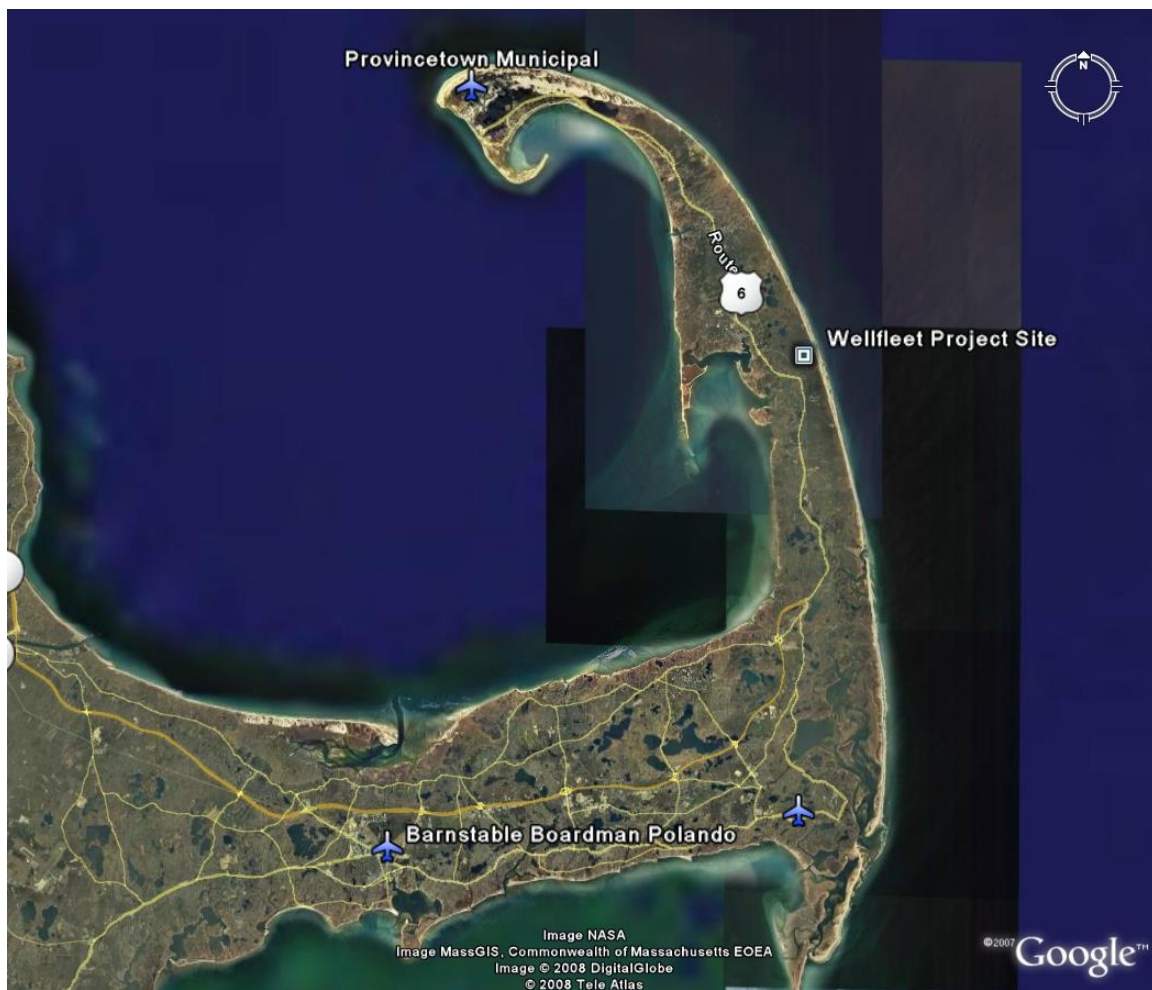 Provincetown Municipal
N
Route
6
Wellfleet Project Site
Barnstable Boardman Polando
Image NASA
Image MassGIS, Commonwealth of Massachusetts EOEA
Image © 2008 DigitalGlobe
© 2008 Tele Atlas
©2007 Google™